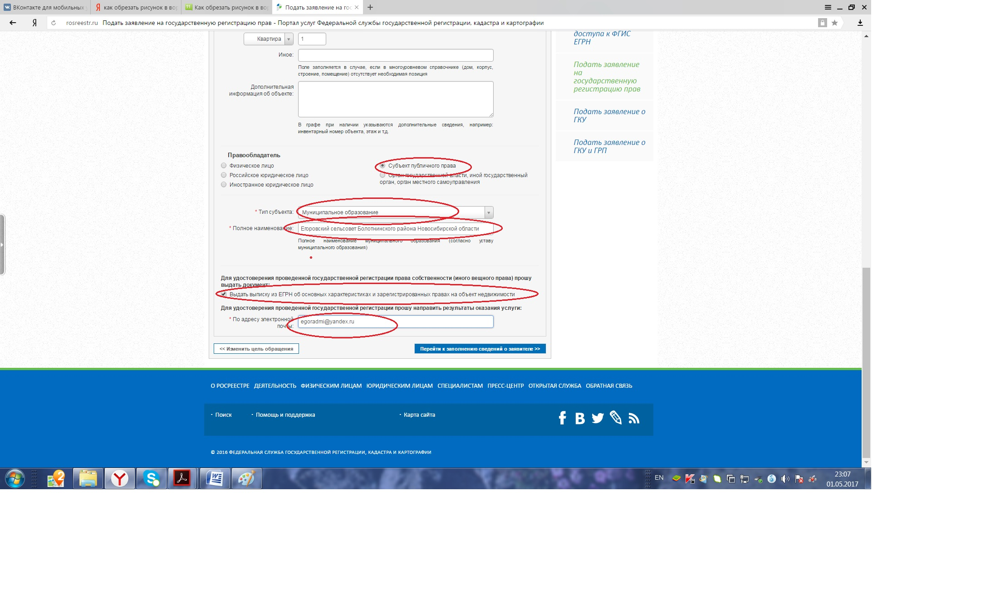 ВКонтакте для мобильных
как обрезать рисунок в вор
Как обрезать рисунок в вор
Подать заявление на гос
rosreestr.ru Подать заявление на государственную регистрацию прав - Портал услуг Федеральной службы государственной регистрации, кадастра и картографии
Квартира 1
Иное:
Поле заполняется в случае, если в многоуровневом справочнике (дом, корпус,
строение, помещение) отсутствует необходимая позиция
Дополнительная
информация об объекте:
В графе при наличии указываются дополнительные сведения, например:
инвентарный номер объекта, этаж и т.д.
Правообладатель
Физическое лицо
Российское юридическое лицо
Иностранное юридическое лицо
Субъект публичного права
Орган государственной власти, иной государственный
орган, орган местного самоуправления
* Тип субъекта: Муниципальное образование
* Полное наименование: Егоровский сельсовет Болотнинского района Новосибирской области
Полное наименование муниципального образования (согласно уставу
муниципального образования)
Для удостоверения проведенной государственной регистрации права собственности (иного вещного права) прошу
выдать документ:
Выдать выписку из ЕГРН об основных характеристиках и зарегистрированных правах на объект недвижимости
Для удостоверения проведенной государственной регистрации прошу направить результаты оказания услуги:
* По адресу электронной
почты:
egoradmi@yandex.ru
<< Изменить цель обращения
Перейти к заполнению сведений о заявителе >>
доступа к ФГИС
ЕГРН
Подать заявление
на
государственную
регистрацию прав
Подать заявление о
ГКУ
Подать заявление о
ГКУ и ГРП
О РОСРЕЕСТРЕ ДЕЯТЕЛЬНОСТЬ ФИЗИЧЕСКИМ ЛИЦАМ ЮРИДИЧЕСКИМ ЛИЦАМ СПЕЦИАЛИСТАМ ПРЕСС-ЦЕНТР ОТКРЫТАЯ СЛУЖБА ОБРАТНАЯ СВЯЗЬ
Поиск
Помощь и поддержка
Карта сайта
© 2016 ФЕДЕРАЛЬНАЯ СЛУЖБА ГОСУДАРСТВЕННОЙ РЕГИСТРАЦИИ, КАДАСТРА И КАРТОГРАФИИ
EN
23:07
01.05.2017